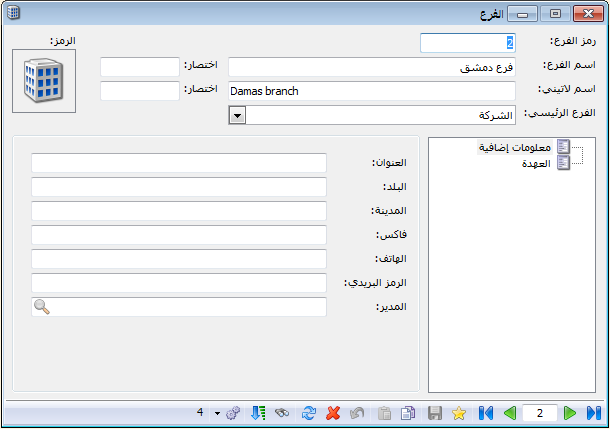 الفرع
رمز الفرع: 2 الرمز:
اسم الفرع: فرع دمشق اختصار:
اسم لاتيني: Damas branch اختصار:
الفرع الرئيسي: الشركة
معلومات إضافية
العهدة
العنوان:
البلد:
المدينة:
فاكس:
الهاتف:
الرمز البريدي:
المدير:
2 4